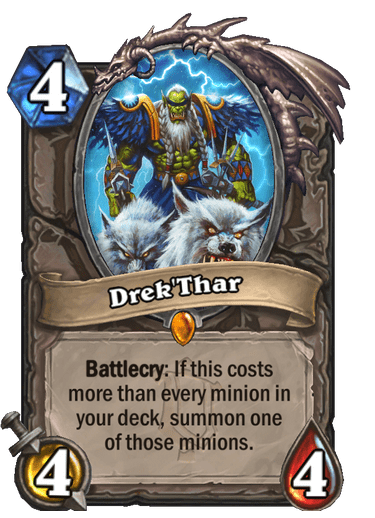 4
Drek'Thar
Battlecry: If this costs
more than every minion in
your deck, summon one
of those minions.
4
4